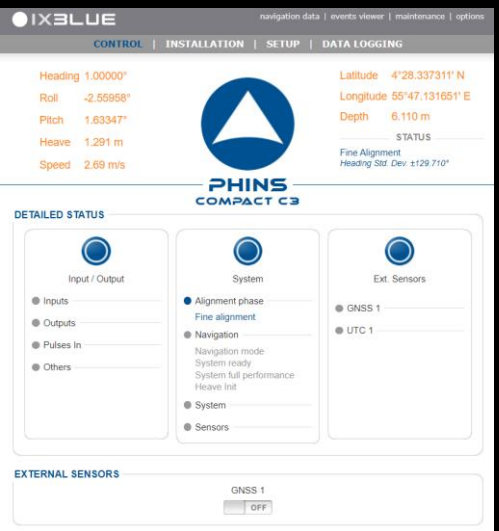 IXBLUE
navigation data | events viewer | maintenance | options
CONTROL | INSTALLATION | SETUP | DATA LOGGING
Heading 1.00000°
Roll -2.55958°
Pitch 1.63347°
Heave 1.291 m
Speed 2.69 m/s
PHINS
COMPACT C3
Latitude 4°28.337311' N
Longitude 55°47.131651' E
Depth 6.110 m
STATUS
Fine Alignment
Heading Std. Dev. ±129.710°
DETAILED STATUS
Input / Output
Inputs
Outputs
Pulses In
Others
System
Alignment phase
Fine alignment
Navigation
Navigation mode
System ready
System full performance
Heave Init
System
Sensors
Ext. Sensors
GNSS 1
UTC 1
EXTERNAL SENSORS
GNSS 1
OFF